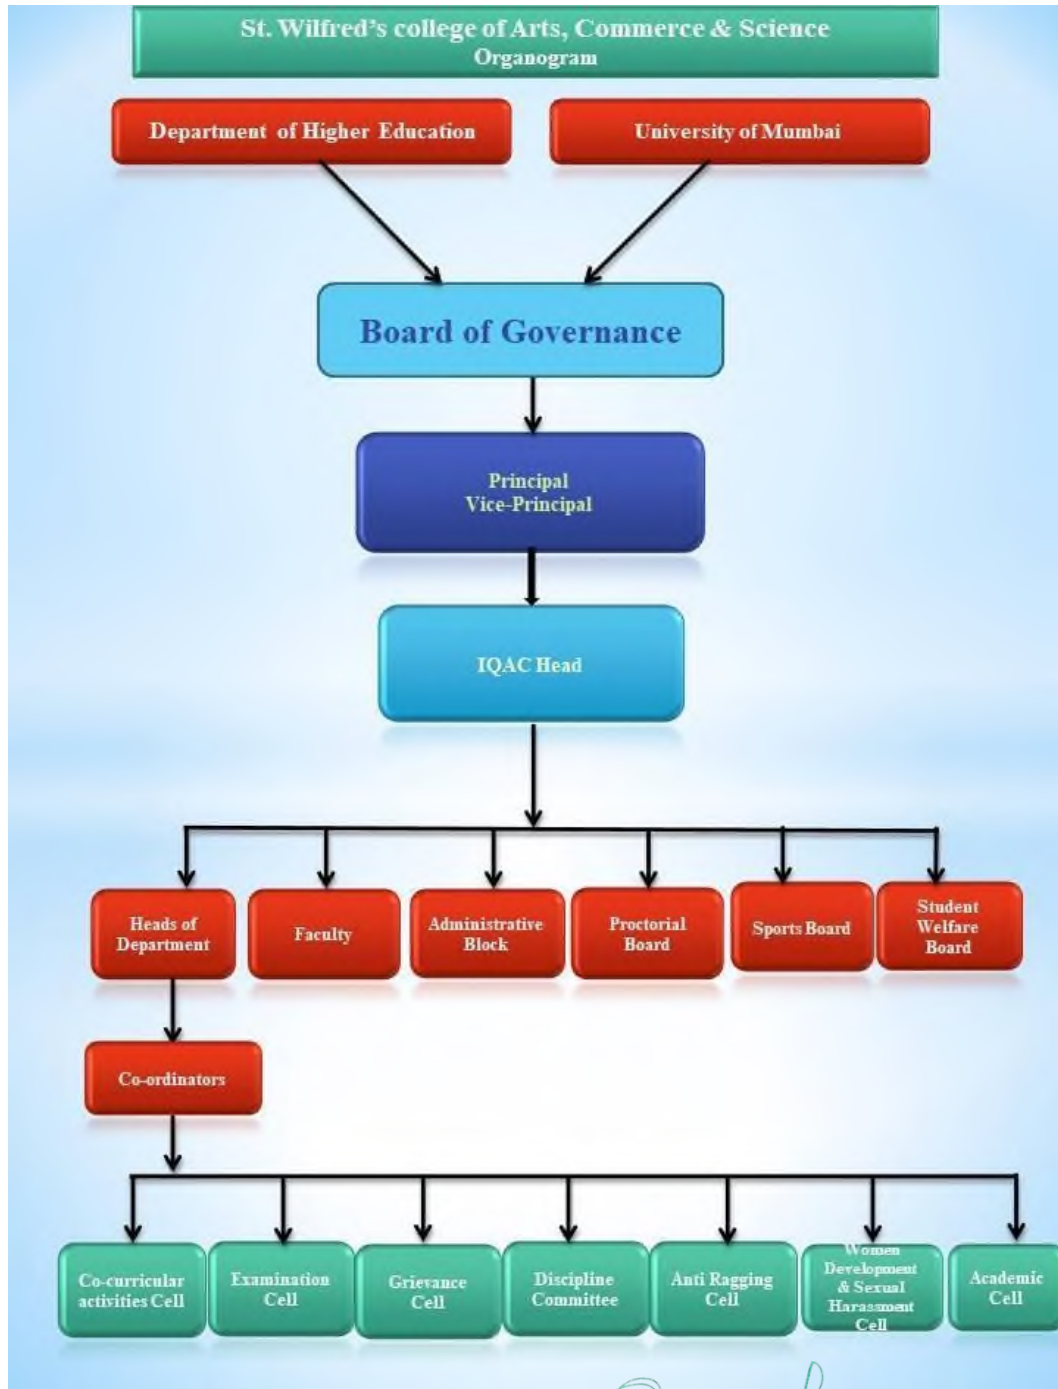 St. Wilfred's college of Arts, Commerce & Science
Organogram
Department of Higher Education
University of Mumbai
Board of Governance
Principal
Vice-Principal
IQAC Head
Heads of
Department
Faculty
Administrative
Block
Proctorial
Board
Sports Board
Student
Welfare
Board
Co-ordinators
Co-curricular
activities Cell
Examination
Cell
Grievance
Cell
Discipline
Committee
Anti Ragging
Cell
Women
Development
& Sexual
Harassment
Cell
Academic
Cell